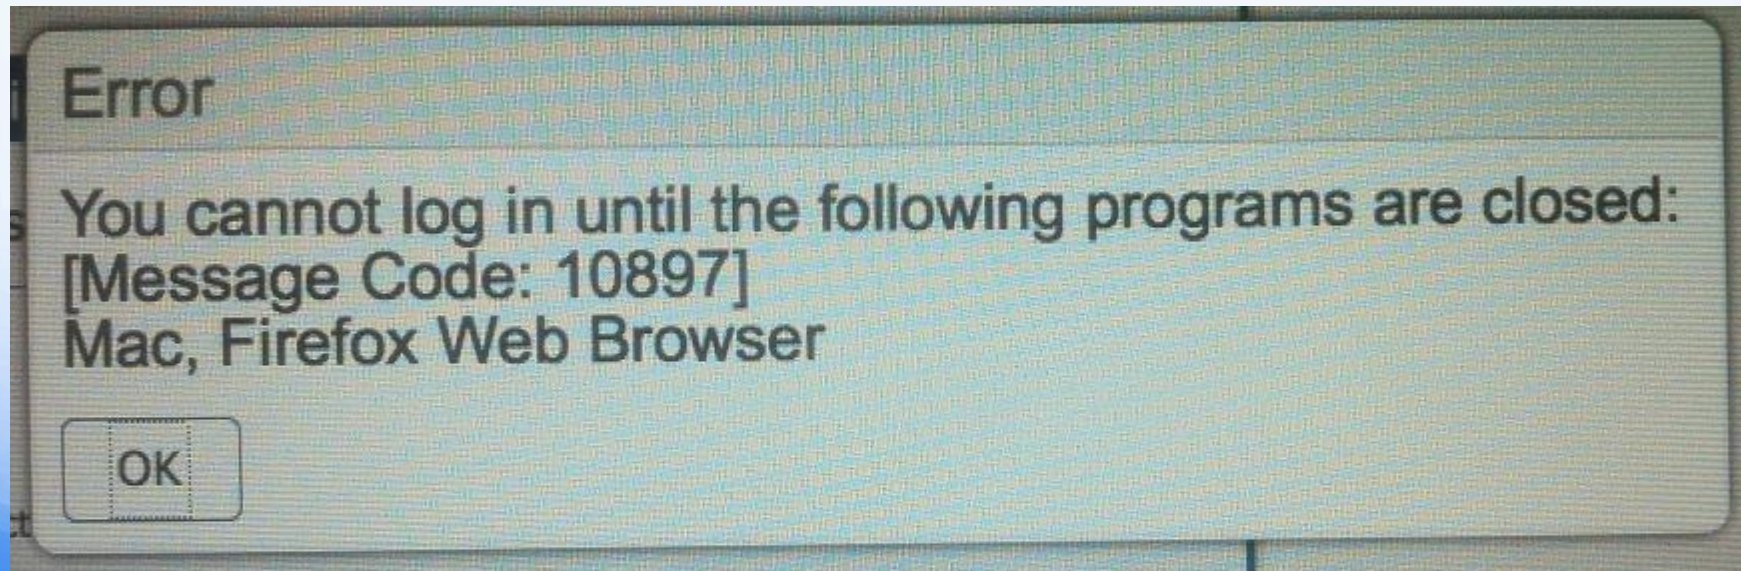 Error
You cannot log in until the following programs are closed:
[Message Code: 10897]
Mac, Firefox Web Browser
OK